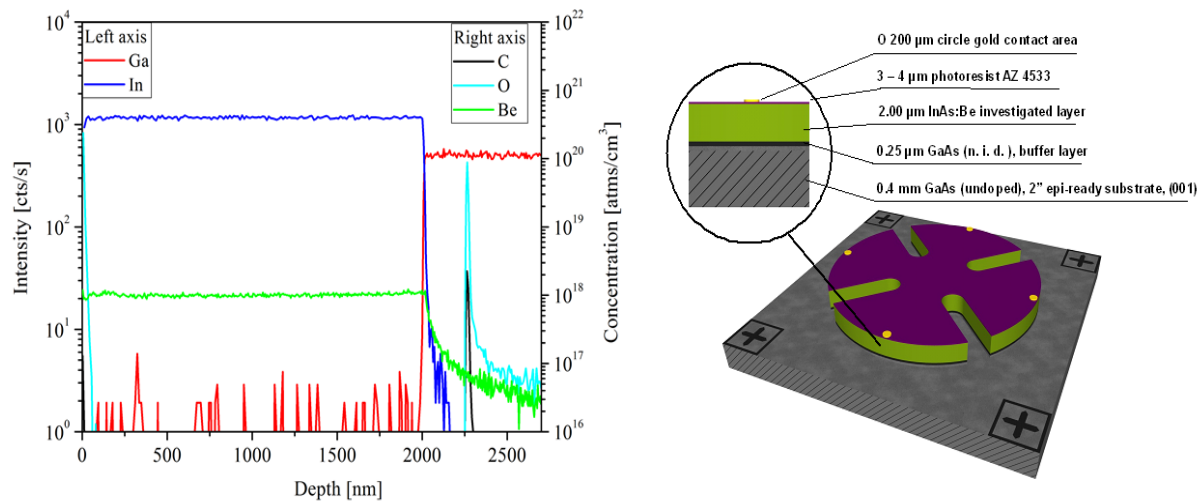 Left axis
Ga
In
Right axis
C
O
Be
Intensity [cts/s]
10⁴
10³
10²
10¹
10⁰
Concentration [atms/cm³]
10²²
10²¹
10²⁰
10¹⁹
10¹⁸
10¹⁷
10¹⁶
0 500 1000 1500 2000 2500
Depth [nm]
O 200 µm circle gold contact area
3 – 4 µm photoresist AZ 4533
2.00 µm InAs:Be investigated layer
0.25 µm GaAs (n. i. d. ), buffer layer
0.4 mm GaAs (undoped), 2” epi-ready substrate, (001)